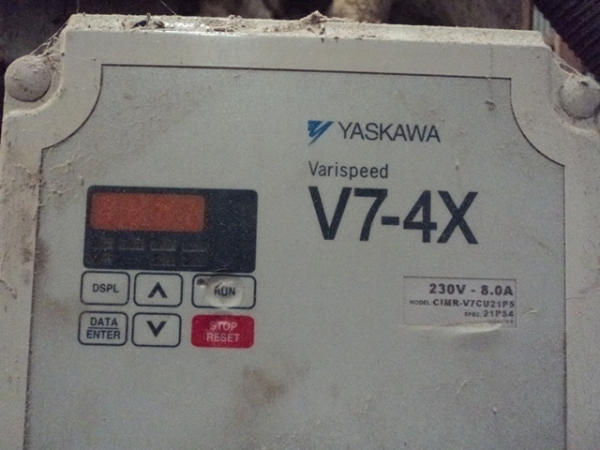 YASKAWA
Varispeed
V7-4X
DSPL
RUN
DATA
ENTER
STOP
RESET
230V - 8.0A
MODEL: CIMR-V7CU21P5
SPEC: 21P54